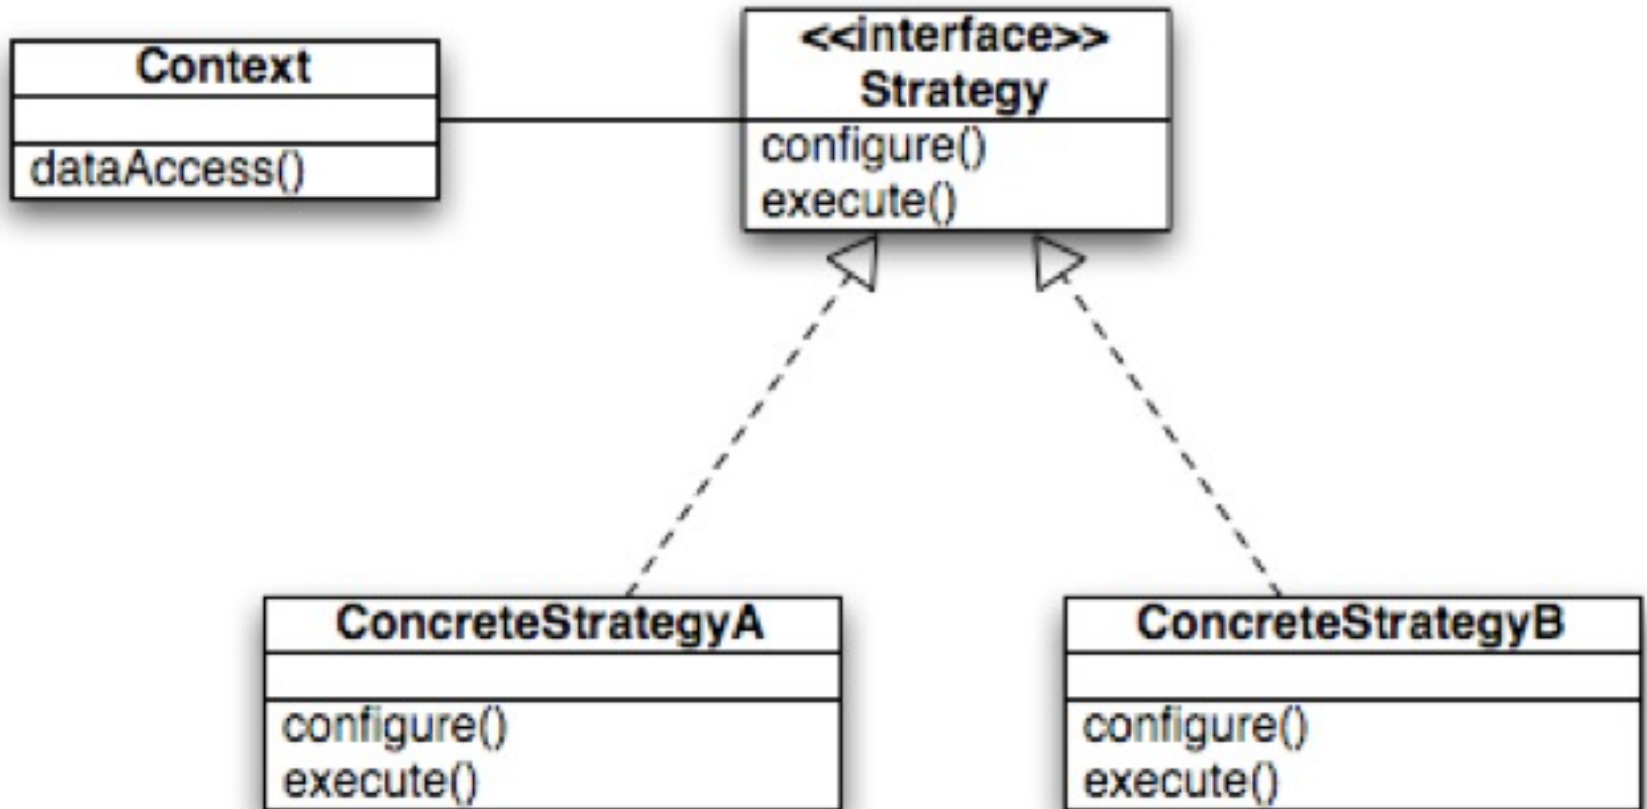 Context
dataAccess()
<<interface>>
Strategy
configure()
execute()
ConcreteStrategyA
configure()
execute()
ConcreteStrategyB
configure()
execute()